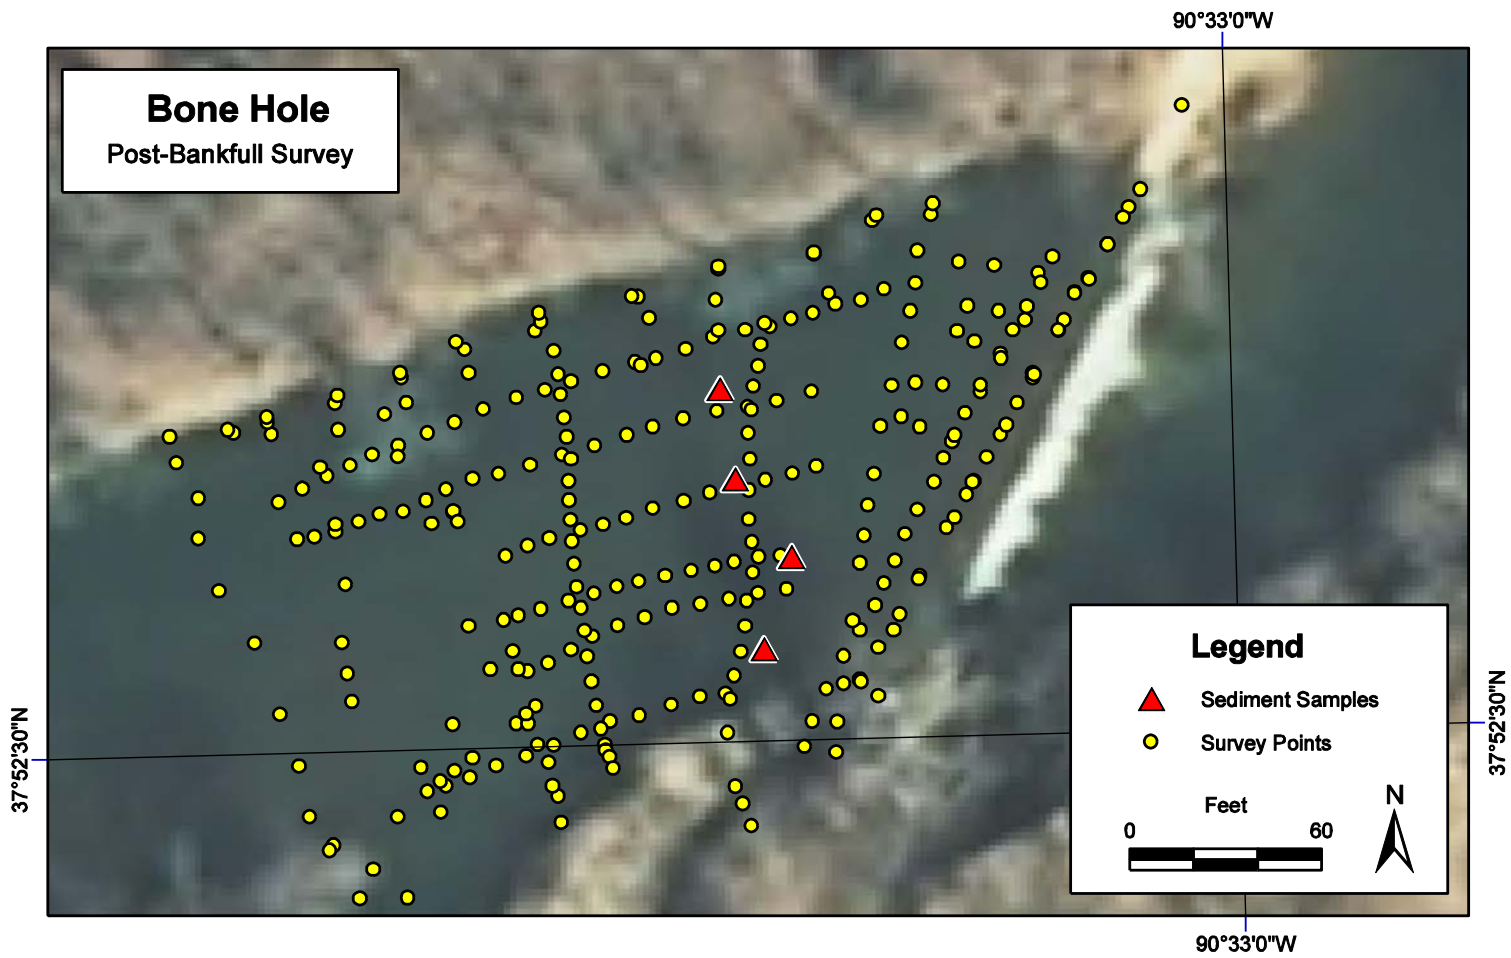 90°33'0"W
Bone Hole
Post-Bankfull Survey
37°52'30"N
37°52'30"N
Legend
Sediment Samples
Survey Points
Feet
0 60
N
90°33'0"W